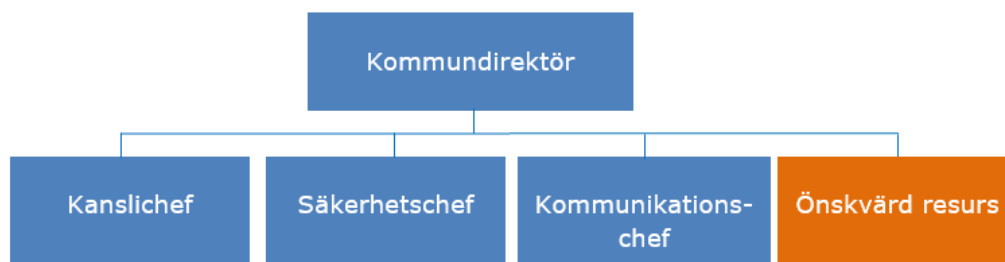 Kommundirektör
Kanslichef
Säkerhetschef
Kommunikations-
chef
Önskvärd resurs